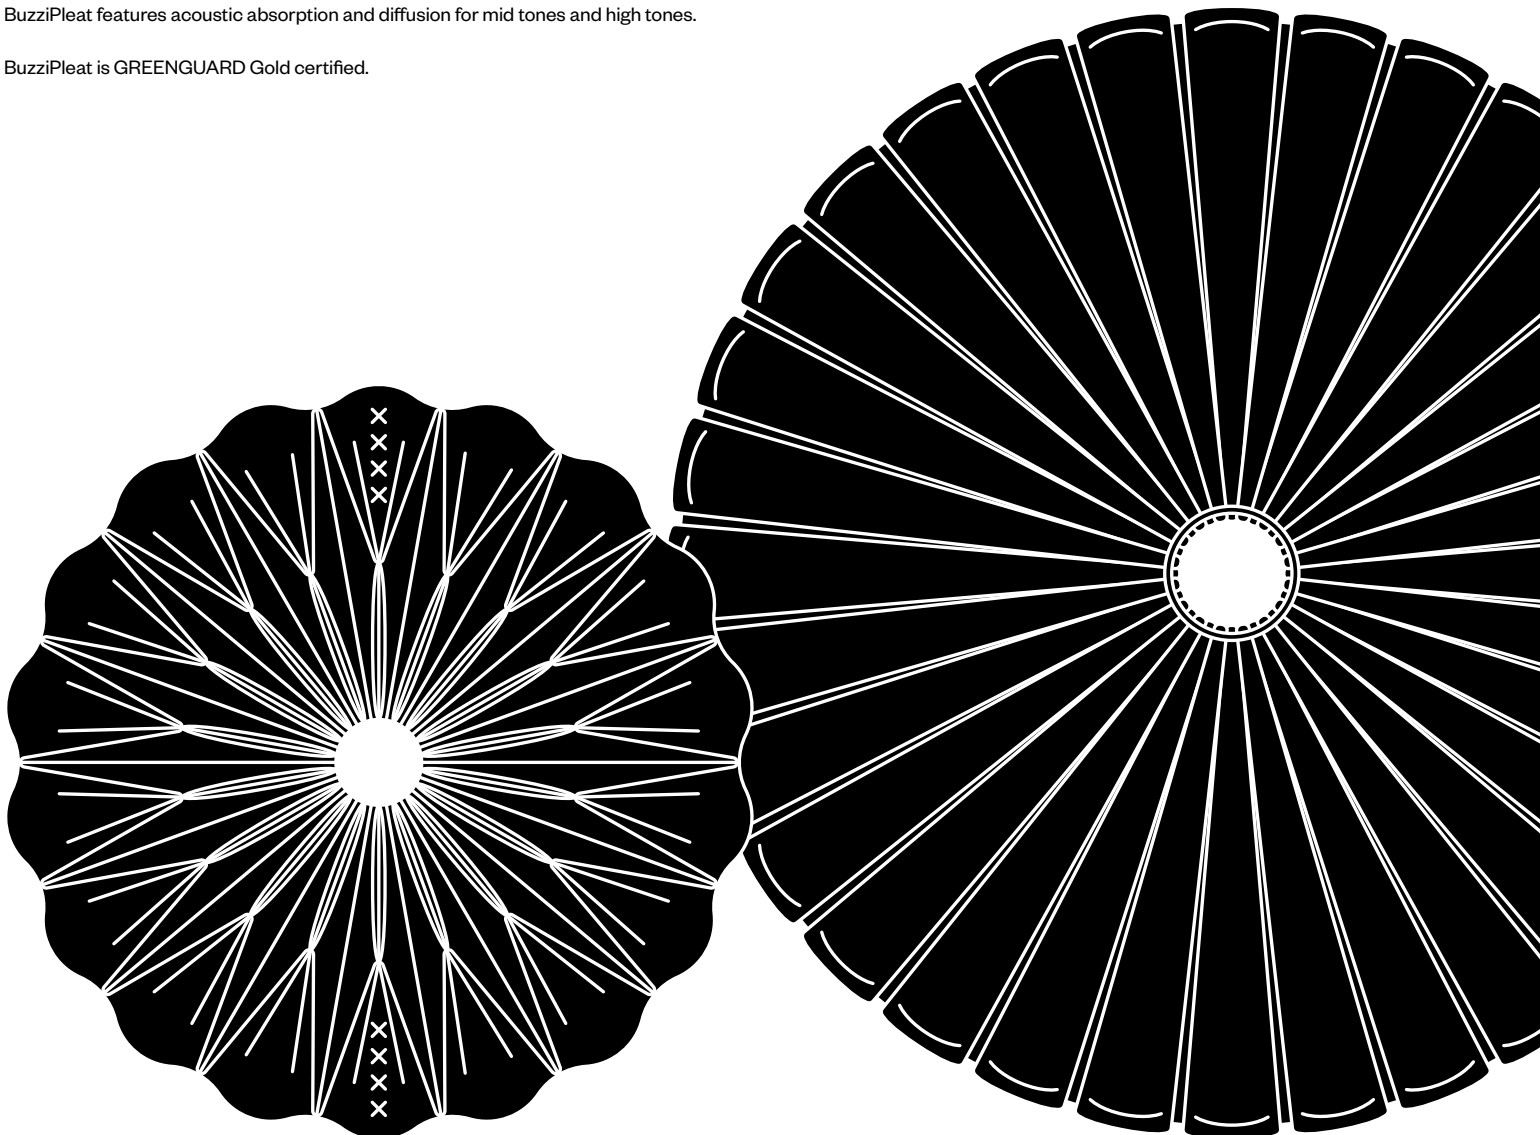 BuzziPleat features acoustic absorption and diffusion for mid tones and high tones.
BuzziPleat is GREENGUARD Gold certified.